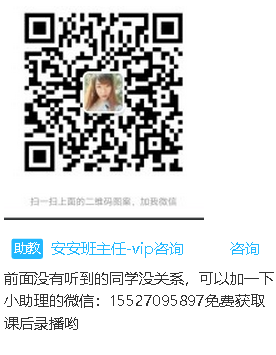 扫一扫上面的二维码图案，加我微信
助教 安安班主任-vip咨询 咨询
前面没有听到的同学没关系，可以加一下
小助理的微信：15527095897免费获取
课后录播哟